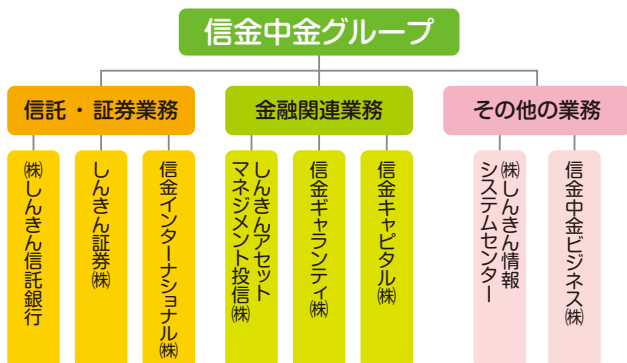 信金中金グループ
信託・証券業務
㈱しんきん信託銀行
しんきん証券㈱
信金インターナショナル㈱
金融関連業務
しんきんアセット
マネジメント投信㈱
信金ギャランティ㈱
信金キャピタル㈱
その他の業務
㈱しんきん情報
システムセンター
信金中金ビジネス㈱